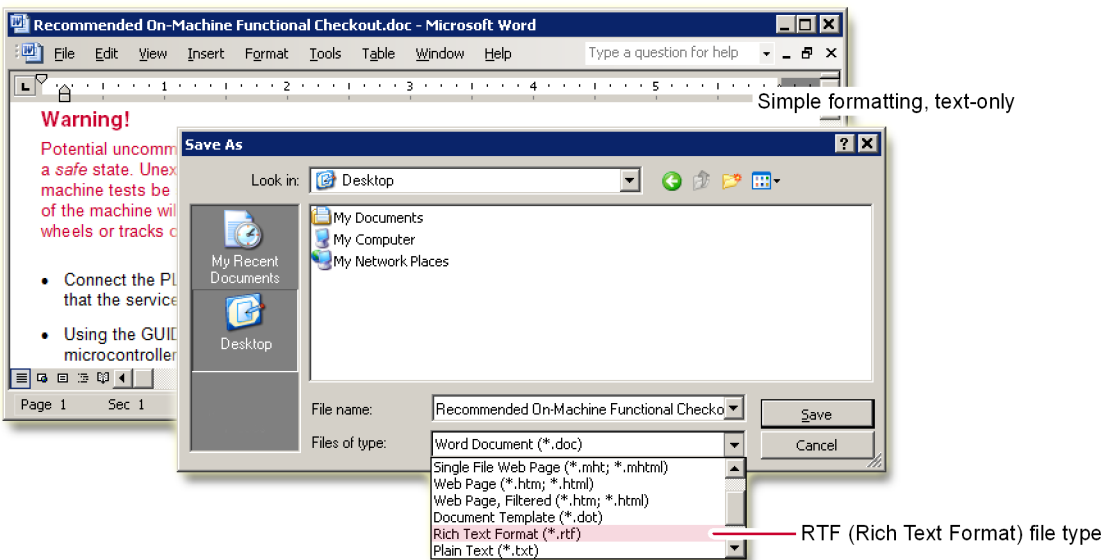 Recommended On-Machine Functional Checkout.doc - Microsoft Word
File Edit View Insert Format Tools Table Window Help Type a question for help
1 2 3 4 5
Simple formatting, text-only
Warning!
Potential uncomm
a safe state. Unex
machine tests be
of the machine wil
wheels or tracks
Save As
Look in: Desktop
My Recent
Documents
Desktop
My Documents
My Computer
My Network Places
• Connect the
that the service
• Using the
microcontroller
Page 1 Sec 1
File name: Recommended On-Machine Functional Checko
Save
Files of type: Word Document (*.doc)
Cancel
Single File Web Page (*.mht; *.mhtml)
Web Page (*.htm; *.html)
Web Page, Filtered (*.htm; *.html)
Document Template (*.dot)
Rich Text Format (*.rtf)
RTF (Rich Text Format) file type
Plain Text (*.txt)